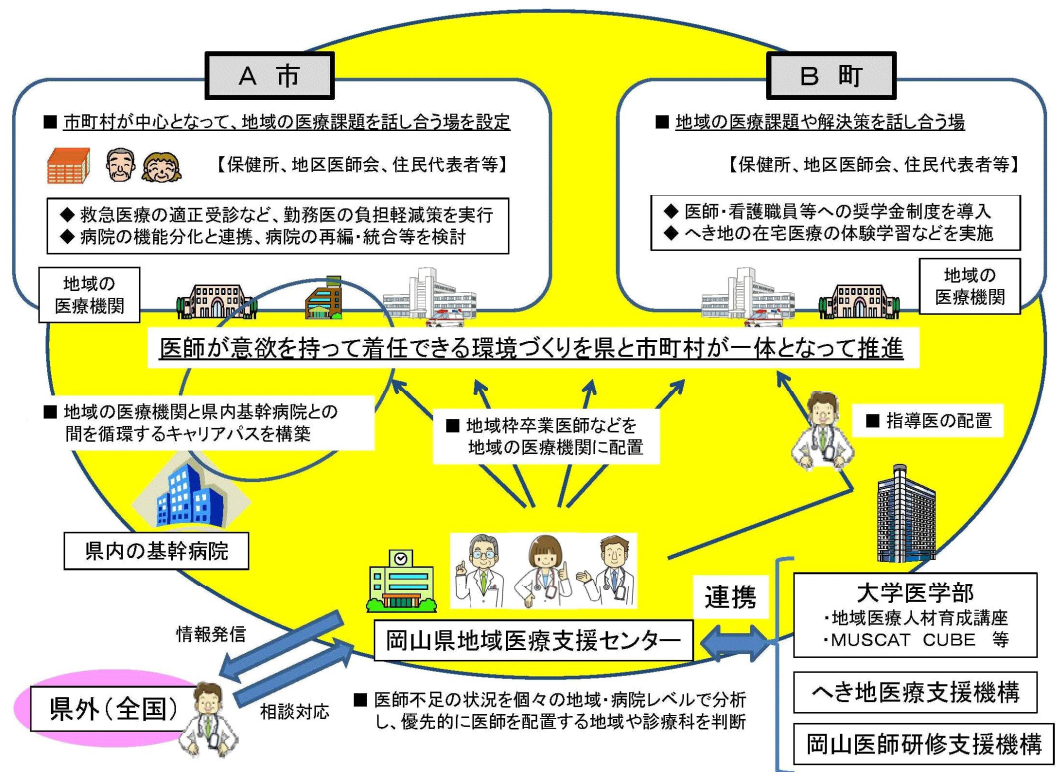 A 市
■ 市町村が中心となって、地域の医療課題を話し合う場を設定
【保健所、地区医師会、住民代表者等】
◆ 救急医療の適正受診など、勤務医の負担軽減策を実行
◆ 病院の機能分化と連携、病院の再編・統合等を検討
地域の
医療機関
B 町
■ 地域の医療課題や解決策を話し合う場
【保健所、地区医師会、住民代表者等】
◆ 医師・看護職員等への奨学金制度を導入
◆ へき地の在宅医療の体験学習などを実施
地域の
医療機関
医師が意欲を持って着任できる環境づくりを県と市町村が一体となって推進
■ 地域の医療機関と県内基幹病院との
間を循環するキャリアパスを構築
■ 地域枠卒業医師などを
地域の医療機関に配置
■ 指導医の配置
県内の基幹病院
岡山県地域医療支援センター
連携
大学医学部
・地域医療人材育成講座
・MUSCAT CUBE 等
へき地医療支援機構
岡山医師研修支援機構
情報発信
相談対応
県外(全国)
■ 医師不足の状況を個々の地域・病院レベルで分析
し、優先的に医師を配置する地域や診療科を判断